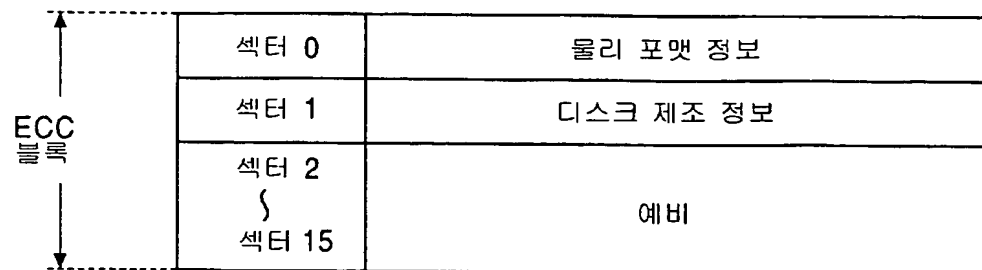 섹터 0
물리 포맷 정보
섹터 1
디스크 제조 정보
ECC
블록
섹터 2
∫
섹터 15
예비